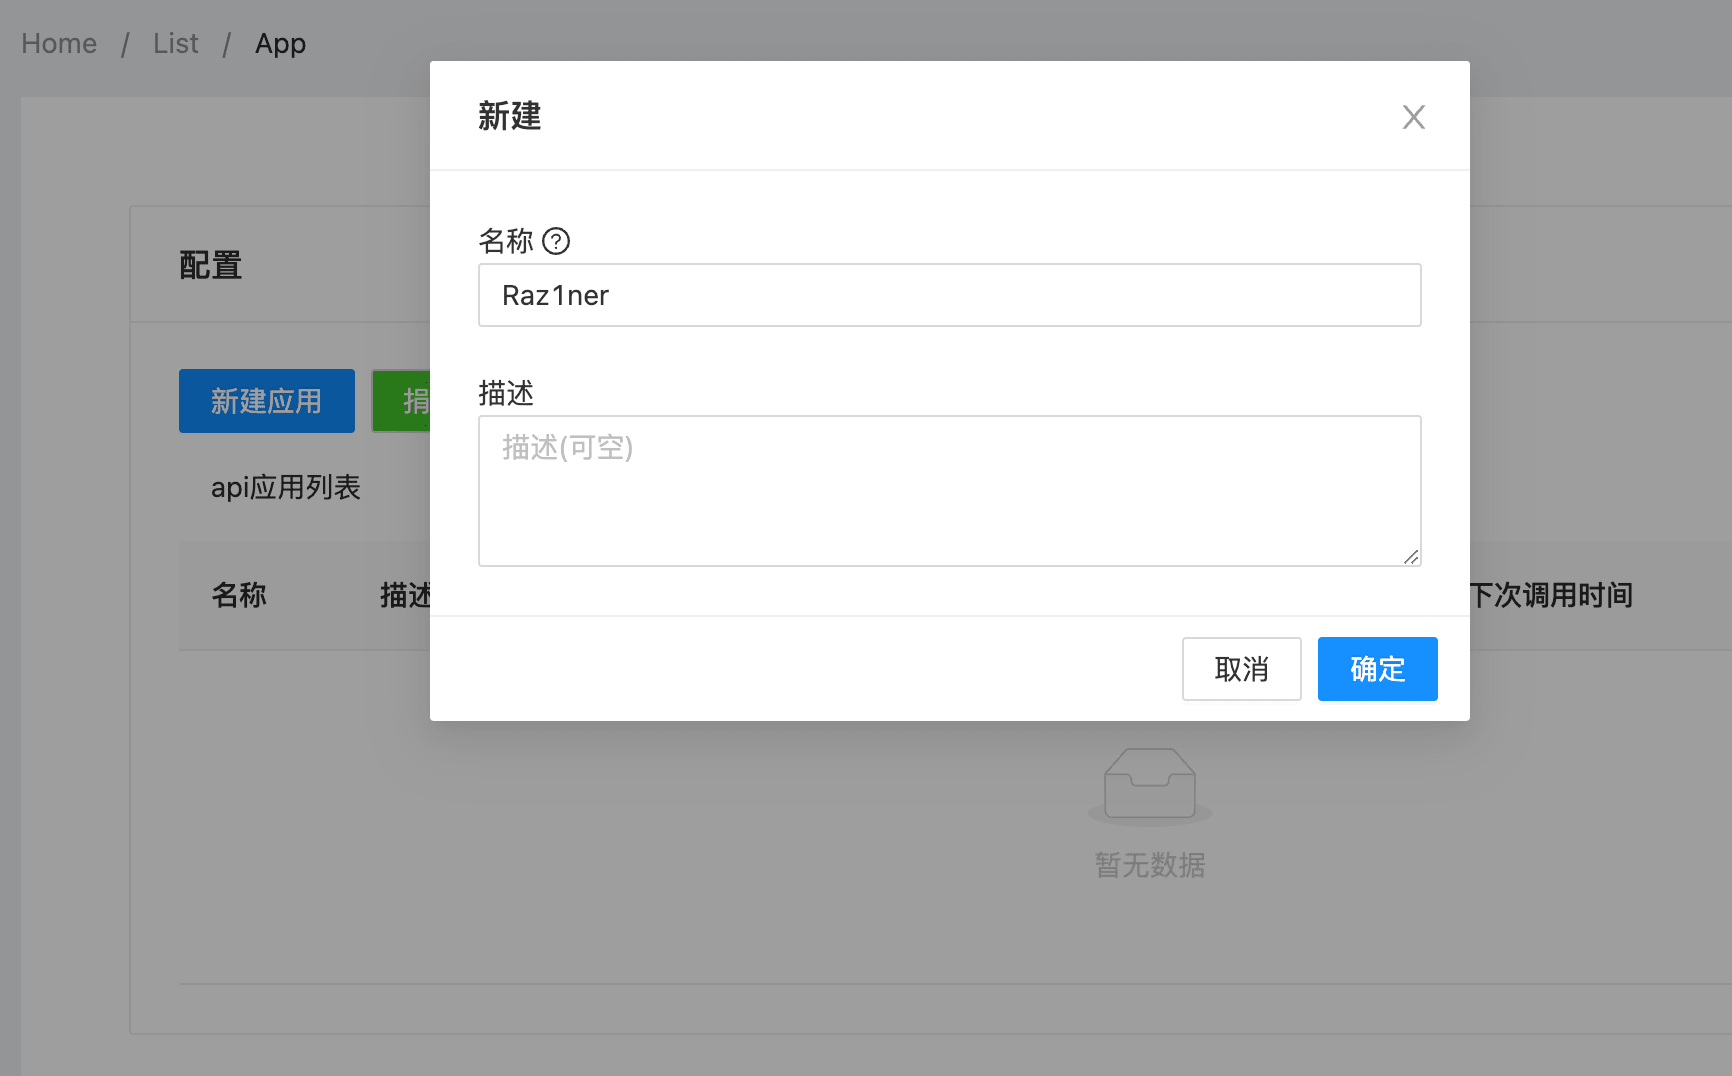 Home / List / App
新建
名称
Raz1ner
描述
描述(可空)
取消 确定
配置
新建应用 捐
api应用列表
名称 描述 下次调用时间
暂无数据